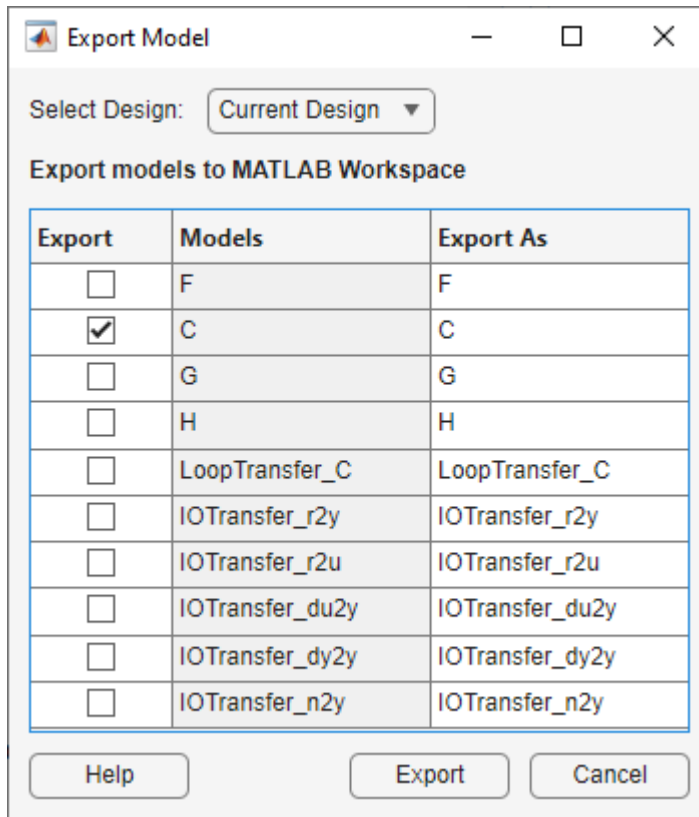 Export Model
Select Design: Current Design
Export models to MATLAB Workspace
Export Models Export As
F F
C C
G G
H H
LoopTransfer_C LoopTransfer_C
IOTransfer_r2y IOTransfer_r2y
IOTransfer_r2u IOTransfer_r2u
IOTransfer_du2y IOTransfer_du2y
IOTransfer_dy2y IOTransfer_dy2y
IOTransfer_n2y IOTransfer_n2y
Help Export Cancel